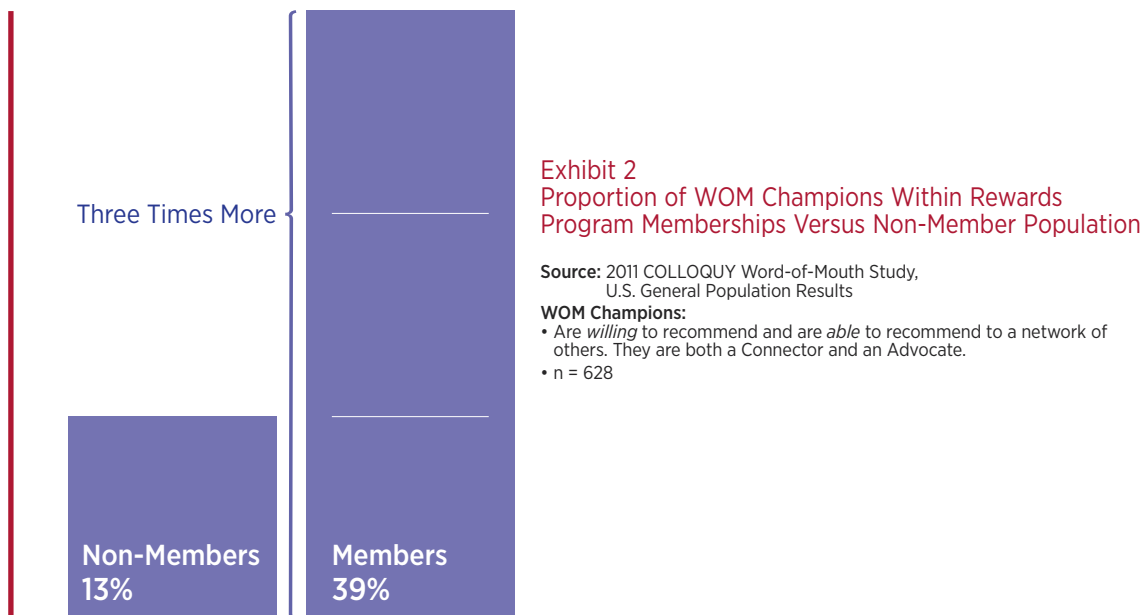 Three Times More
Non-Members
13%
Members
39%
Exhibit 2
Proportion of WOM Champions Within Rewards
Program Memberships Versus Non-Member Population
Source: 2011 COLLOQUY Word-of-Mouth Study,
U.S. General Population Results
WOM Champions:
• Are willing to recommend and are able to recommend to a network of
others. They are both a Connector and an Advocate.
• n = 628